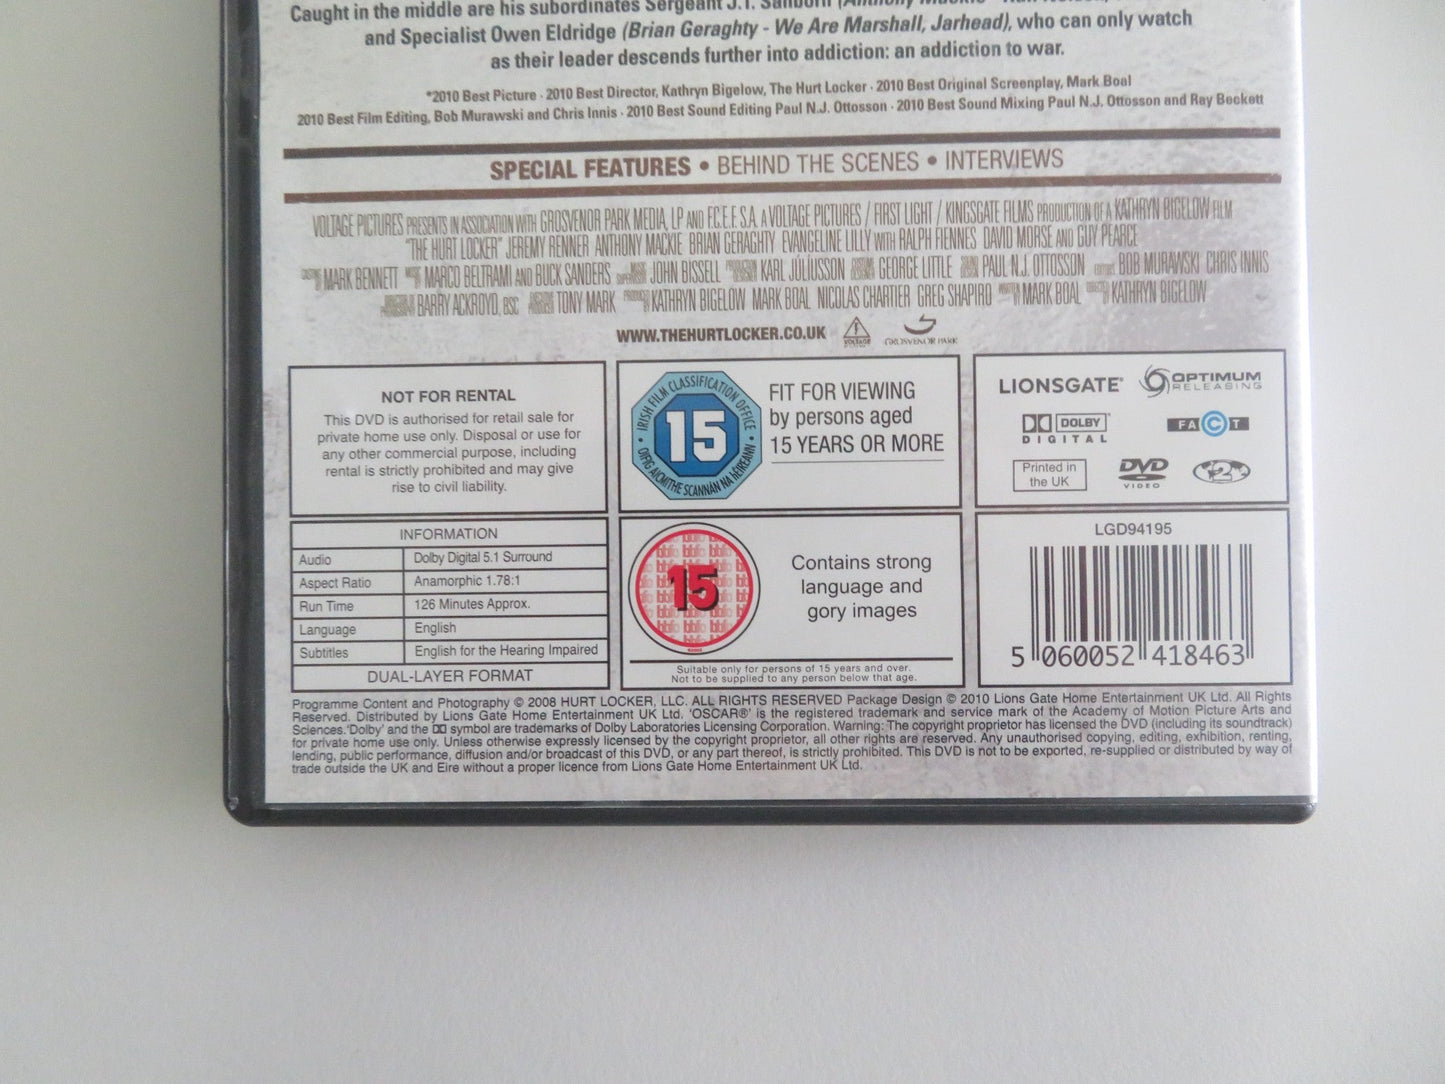 Caught in the middle are his subordinates Sergeant J.T. Sanborn (Anthony Mackie
and Specialist Owen Eldridge (Brian Geraghty - We Are Marshall, Jarhead), who can only watch
as their leader descends further into addiction: an addiction to war.
*2010 Best Picture · 2010 Best Director, Kathryn Bigelow, The Hurt Locker · 2010 Best Original Screenplay, Mark Boal
2010 Best Film Editing, Bob Murawski and Chris Innis · 2010 Best Sound Editing Paul N.J. Ottosson · 2010 Best Sound Mixing Paul N.J. Ottosson and Ray Beckett
SPECIAL FEATURES • BEHIND THE SCENES • INTERVIEWS
VOLTAGE PICTURES PRESENTS IN ASSOCIATION WITH GROSVENOR PARK MEDIA, LP AND F.C.E.F. S.A. A VOLTAGE PICTURES / FIRST LIGHT / KINGSGATE FILMS PRODUCTION OF A KATHRYN BIGELOW FILM
"THE HURT LOCKER" JEREMY RENNER ANTHONY MACKIE BRIAN GERAGHTY EVANGELINE LILLY WITH RALPH FIENNES DAVID MORSE AND GUY PEARCE
MARK BENNETT MARCO BELTRAMI AND BUCK SANDERS JOHN BISSELL KARL JÚLÍUSSON GEORGE LITTLE PAUL N.J. OTTOSSON BOB MURAWSKI CHRIS INNIS
BARRY ACKROYD, BSC TONY MARK KATHRYN BIGELOW MARK BOAL NICOLAS CHARTIER GREG SHAPIRO MARK BOAL KATHRYN BIGELOW
WWW.THEHURTLOCKER.CO.UK VOLTAGE GROSVENOR PARK
NOT FOR RENTAL
This DVD is authorised for retail sale for
private home use only. Disposal or use for
any other commercial purpose, including
rental is strictly prohibited and may give
rise to civil liability.
IRISH FILM CLASSIFICATION OFFICE
15
OIFIG AICMITHE SCANNÁN NA hÉIREANN
FIT FOR VIEWING
by persons aged
15 YEARS OR MORE
LIONSGATE OPTIMUM RELEASING
DOLBY DIGITAL
FACT
Printed in
the UK
DVD VIDEO
2
INFORMATION
Audio Dolby Digital 5.1 Surround
Aspect Ratio Anamorphic 1.78:1
Run Time 126 Minutes Approx.
Language English
Subtitles English for the Hearing Impaired
DUAL-LAYER FORMAT
bbfc
15
Contains strong
language and
gory images
Suitable only for persons of 15 years and over.
Not to be supplied to any person below that age.
LGD94195
5 060052 418463
Programme Content and Photography © 2008 HURT LOCKER, LLC. ALL RIGHTS RESERVED Package Design © 2010 Lions Gate Home Entertainment UK Ltd. All Rights
Reserved. Distributed by Lions Gate Home Entertainment UK Ltd. 'OSCAR®' is the registered trademark and service mark of the Academy of Motion Picture Arts and
Sciences.'Dolby' and the symbol are trademarks of Dolby Laboratories Licensing Corporation. Warning: The copyright proprietor has licensed the DVD (including its soundtrack)
for private home use only. Unless otherwise expressly licensed by the copyright proprietor, all other rights are reserved. Any unauthorised copying, editing, exhibition, renting,
lending, public performance, diffusion and/or broadcast of this DVD, or any part thereof, is strictly prohibited. This DVD is not to be exported, re-supplied or distributed by way of
trade outside the UK and Eire without a proper licence from Lions Gate Home Entertainment UK Ltd.